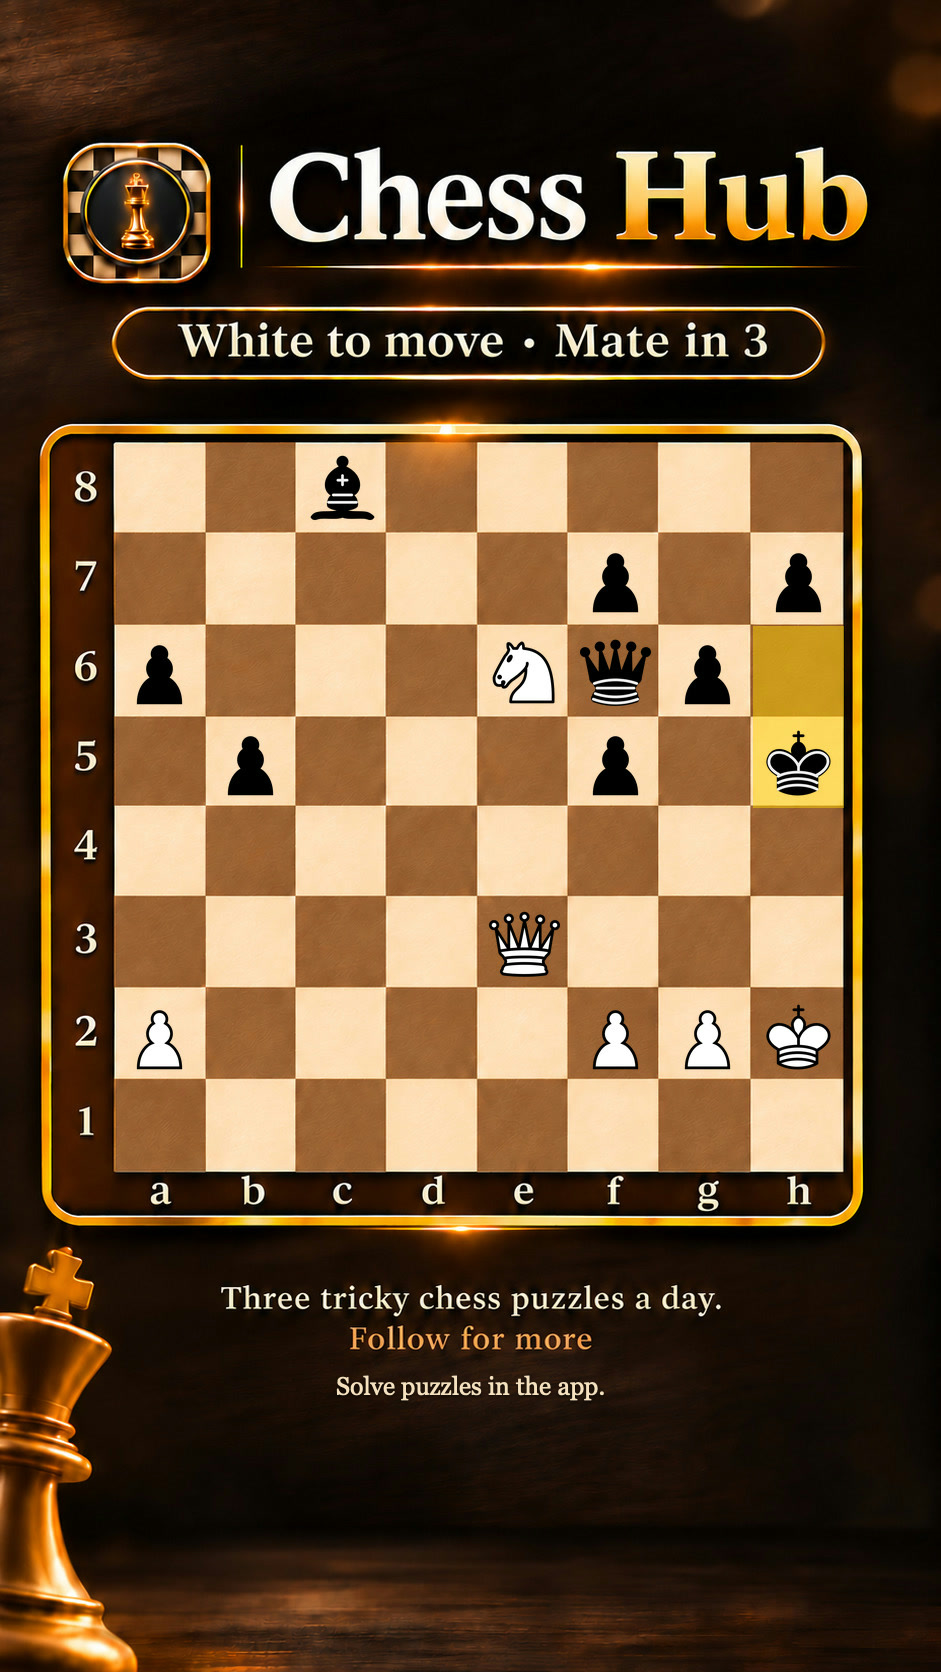 Chess Hub
White to move • Mate in 3
8
7
6
5
4
3
2
1
a b c d e f g h
Three tricky chess puzzles a day.
Follow for more
Solve puzzles in the app.